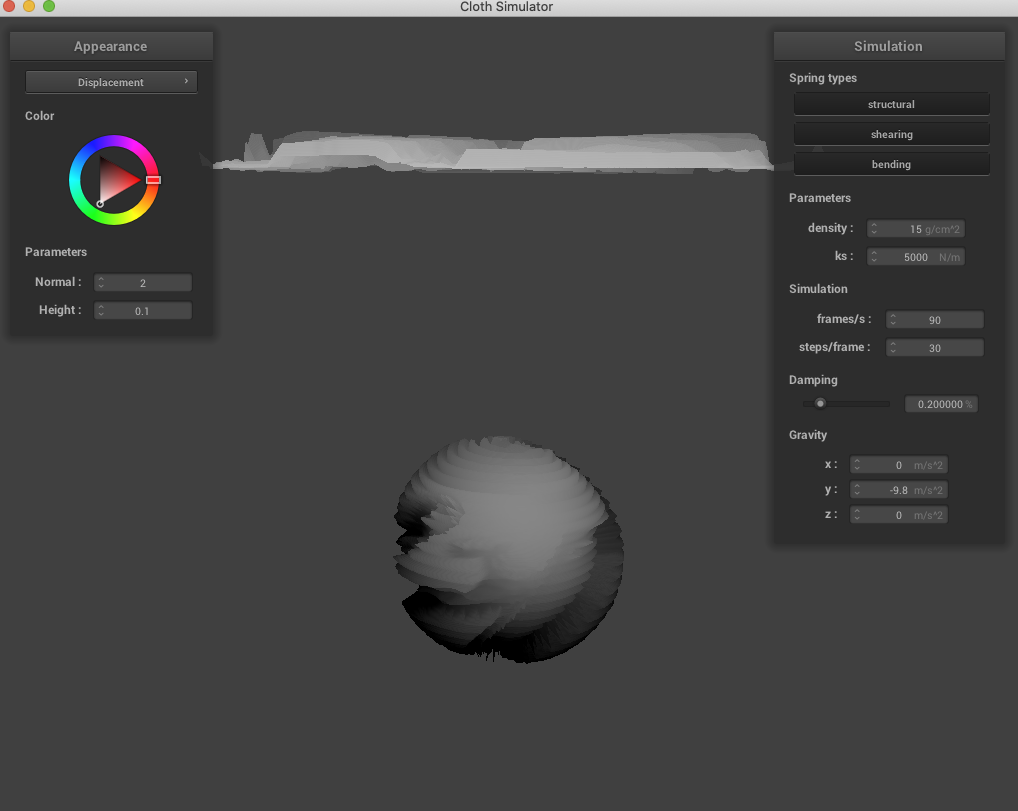 Cloth Simulator
Appearance
Displacement
Color
Parameters
Normal : 2
Height : 0.1
Simulation
Spring types
structural
shearing
bending
Parameters
density : 15 g/cm^2
ks : 5000 N/m
Simulation
frames/s : 90
steps/frame : 30
Damping
0.200000 %
Gravity
x : 0 m/s^2
y : -9.8 m/s^2
z : 0 m/s^2